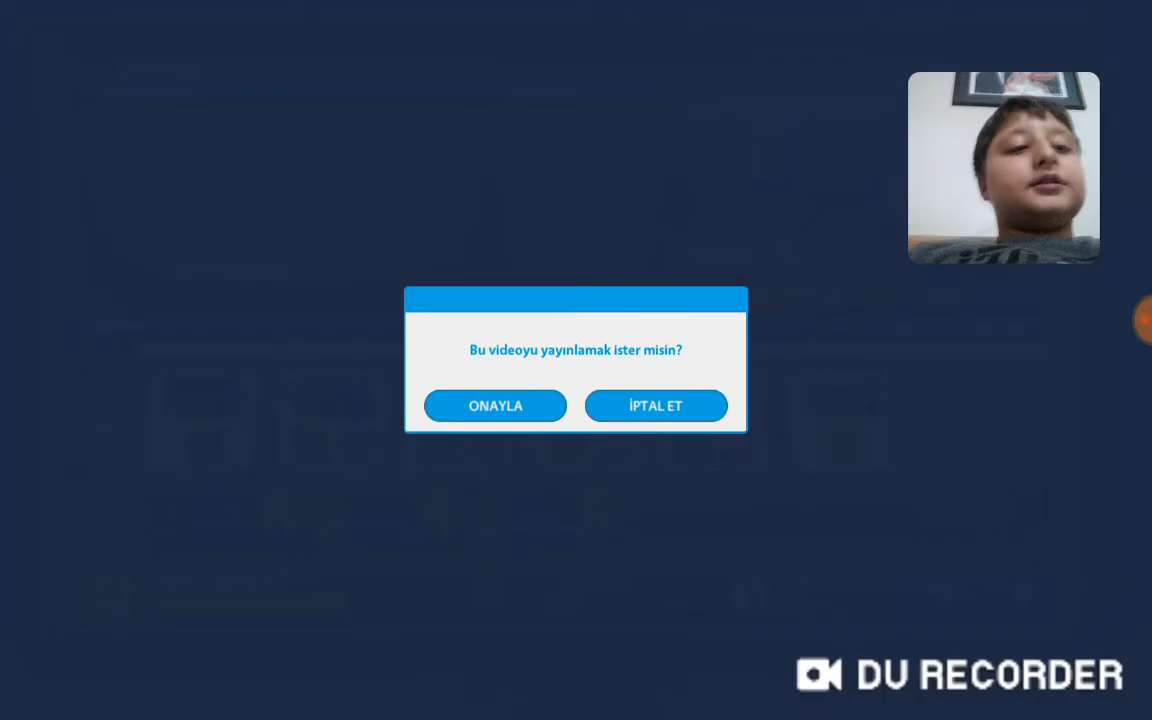 Bu videoyu yayınlamak ister misin?
ONAYLA
İPTAL ET
DU RECORDER